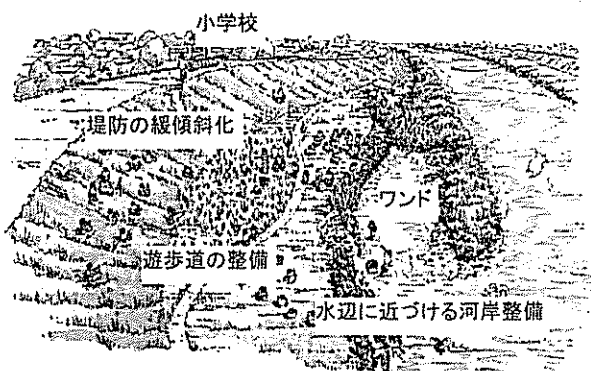 小学校
堤防の緩傾斜化
ワンド
遊歩道の整備
水辺に近づける河岸整備